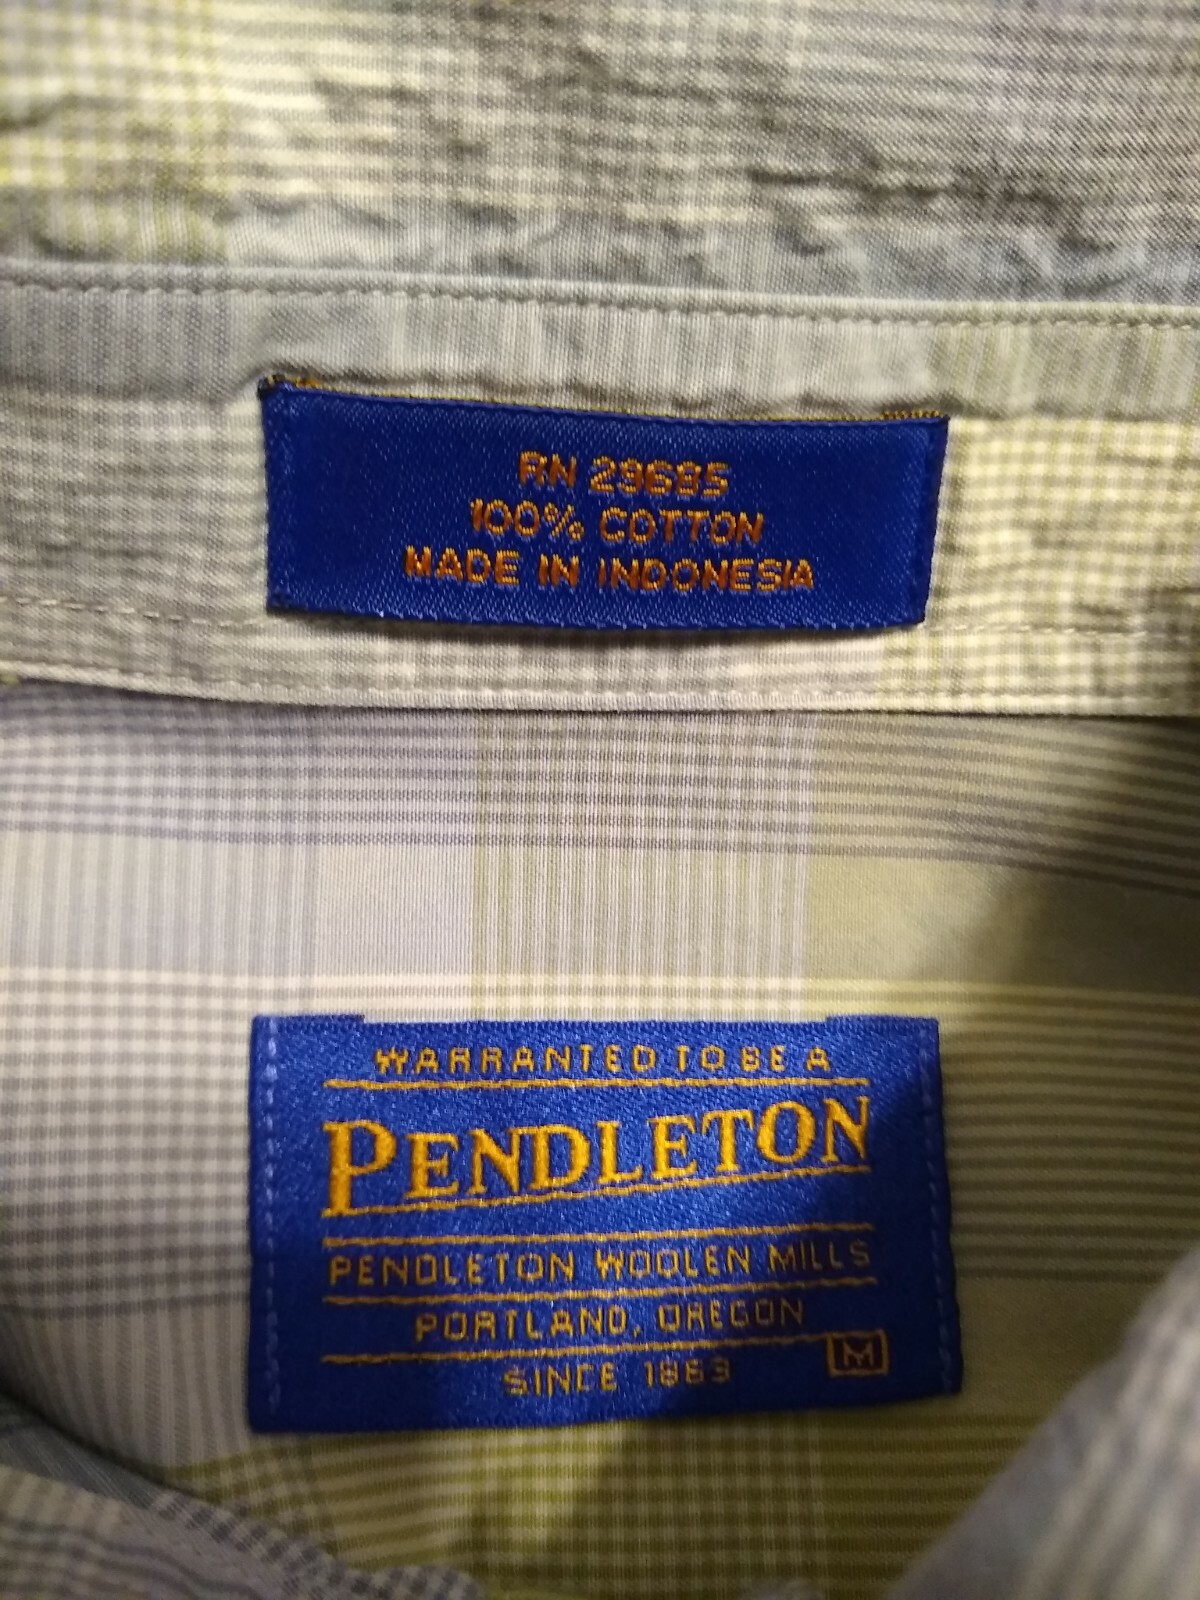 RN 29685
100% COTTON
MADE IN INDONESIA
WARRANTED TO BE A
PENDLETON
PENDLETON WOOLEN MILLS
PORTLAND, OREGON
SINCE 1863
M